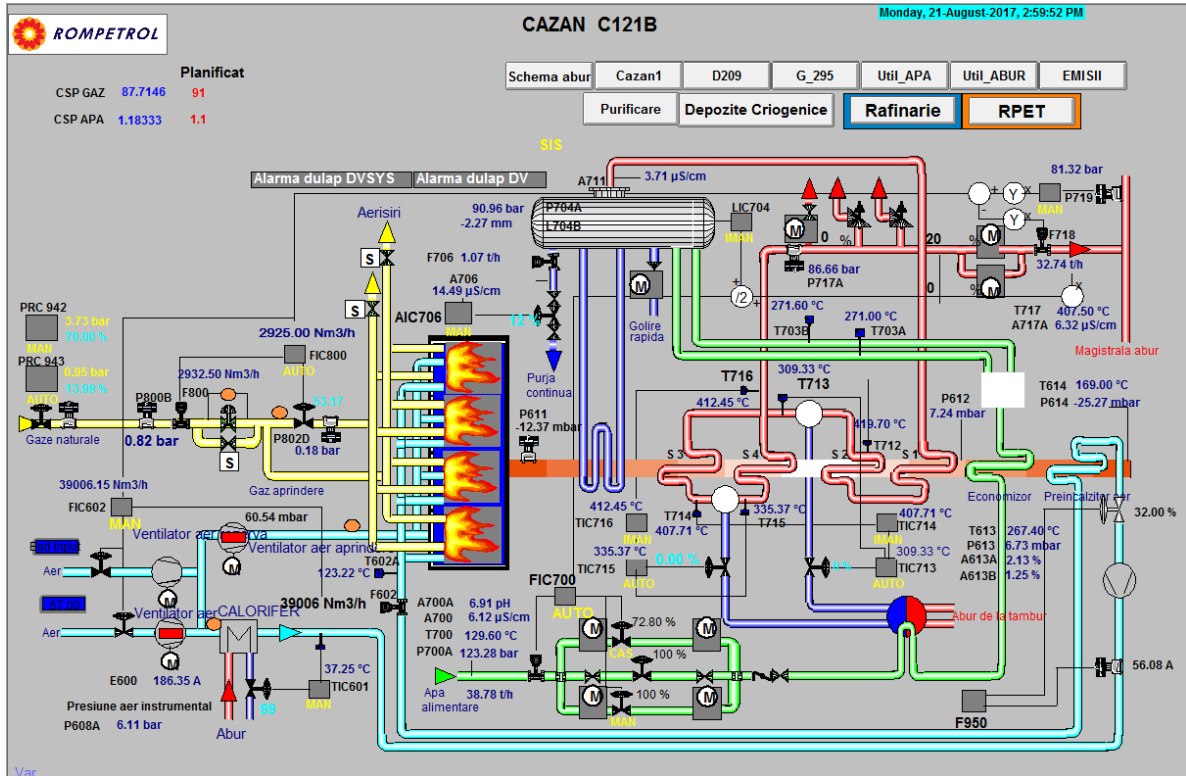 Monday, 21-August-2017, 2:59:52 PM
ROMPETROL
CAZAN C121B
Planificat
CSP GAZ 87.7146 91
CSP APA 1.18333 1.1
Schema abur Cazan1 D209 G_295 Util_APA Util_ABUR EMISII
Purificare Depozite Criogenice Rafinarie RPET
SIS
Alarma dulap DVSYS Alarma dulap DV
A711 3.71 µS/cm
81.32 bar
P719
MAN
Aerisiri
90.96 bar P704A
-2.27 mm L704B
LIC704
IMAN
M
0 %
20 %
M
Y
Y
F718
32.74 t/h
F706 1.07 t/h
A706
14.49 µS/cm
AIC706
MAN
12 %
M
86.66 bar
P717A
0 %
M
/2
T717 407.50 °C
A717A 6.32 µS/cm
Magistrala abur
Golire
rapida
Purja
continua
271.60 °C
T703B
271.00 °C
T703A
S
S
PRC 942
3.73 bar
70.00 %
MAN
PRC 943
0.95 bar
13.99 %
AUTO
2925.00 Nm3/h
FIC800
AUTO
2932.50 Nm3/h
P800B F800
53.17
Gaze naturale
0.82 bar
P802D
0.18 bar
S
Gaz aprindere
P611
-12.37 mbar
T716
412.45 °C
309.33 °C
T713
419.70 °C
T712
P612
7.24 mbar
T614 169.00 °C
P614 -25.27 mbar
S 3 S 4 S 2 S 1
Economizor
Preincalzitor aer
32.00 %
39006.15 Nm3/h
FIC602
MAN
60.54 mbar
Ventilator aer aprindere
M
T602A
123.22 °C
F602
412.45 °C
TIC716
IMAN
T714
407.71 °C
335.37 °C
T715
407.71 °C
TIC714
IMAN
335.37 °C
TIC715
AUTO
0.00 %
309.33 °C
TIC713
AUTO
T613 267.40 °C
P613 6.73 mbar
A613A 2.13 %
A613B 1.25 %
Bad Input
Aer
M
57.00
Ventilator aer
CALORIFER
39006 Nm3/h
Aer
M
E600
186.35 A
37.25 °C
TIC601
MAN
99
Abur
Presiune aer instrumental
P608A 6.11 bar
FIC700
AUTO
A700A 6.91 pH
A700 6.12 µS/cm
T700 129.60 °C
P700A 123.28 bar
Apa
alimentare
38.78 t/h
M
72.80 %
M
CAS
100 %
M
100 %
M
MAN
Abur de la tambur
56.08 A
F950
Var